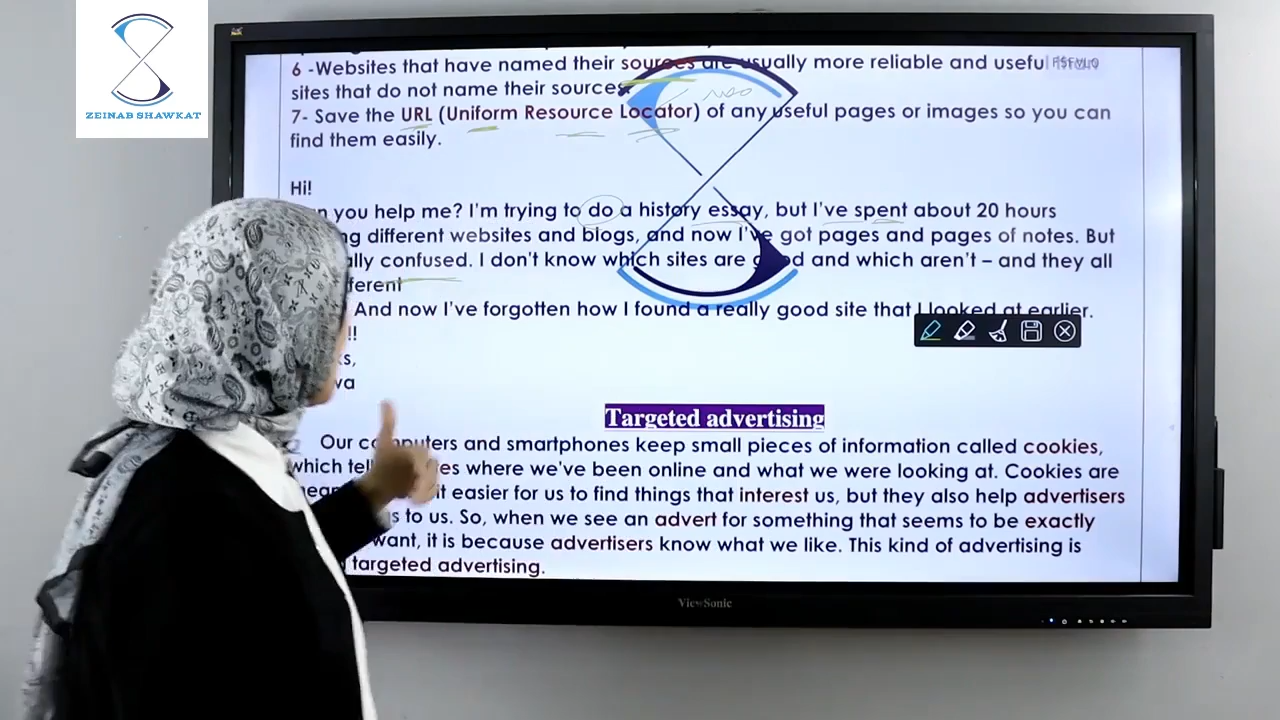 ZEINAB SHAWKAT
6 -Websites that have named their sources are usually more reliable and useful
sites that do not name their sources
7- Save the URL (Uniform Resource Locator) of any useful pages or images so you can
find them easily.
Hi!
you help me? I'm trying to do a history essay, but I've spent about 20 hours
different websites and blogs, and now I've got pages and pages of notes. But
confused. I don't know which sites are good and which aren't – and they all
And now I've forgotten how I found a really good site that I looked at earlier.
Targeted advertising
Our computers and smartphones keep small pieces of information called cookies,
which tell where we've been online and what we were looking at. Cookies are
it easier for us to find things that interest us, but they also help advertisers
to us. So, when we see an advert for something that seems to be exactly
want, it is because advertisers know what we like. This kind of advertising is
targeted advertising.
ViewSonic